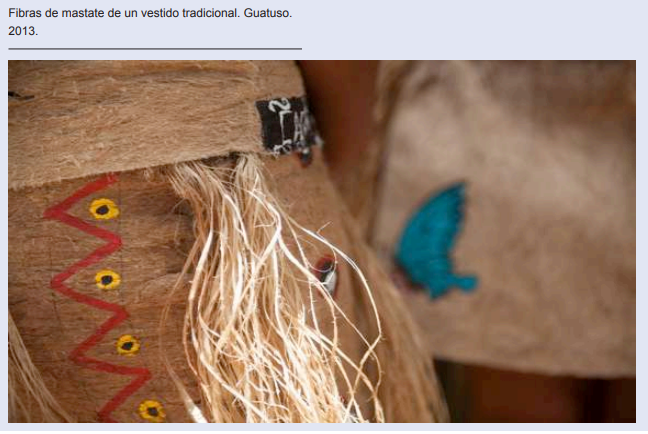 Fibras de mastate de un vestido tradicional. Guatuso.
2013.